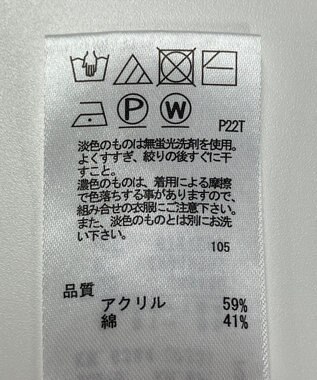 P W
P22T
淡色のものは無蛍光洗剤を使用。
よくすすぎ、絞りの後すぐに干
すこと。
濃色のものは、着用による摩擦
で色落ちする事がありますので、
組み合せの衣服にご注意下さい。
また、淡色のものとは別にお洗
い下さい。
105
品質
アクリル 59%
綿 41%